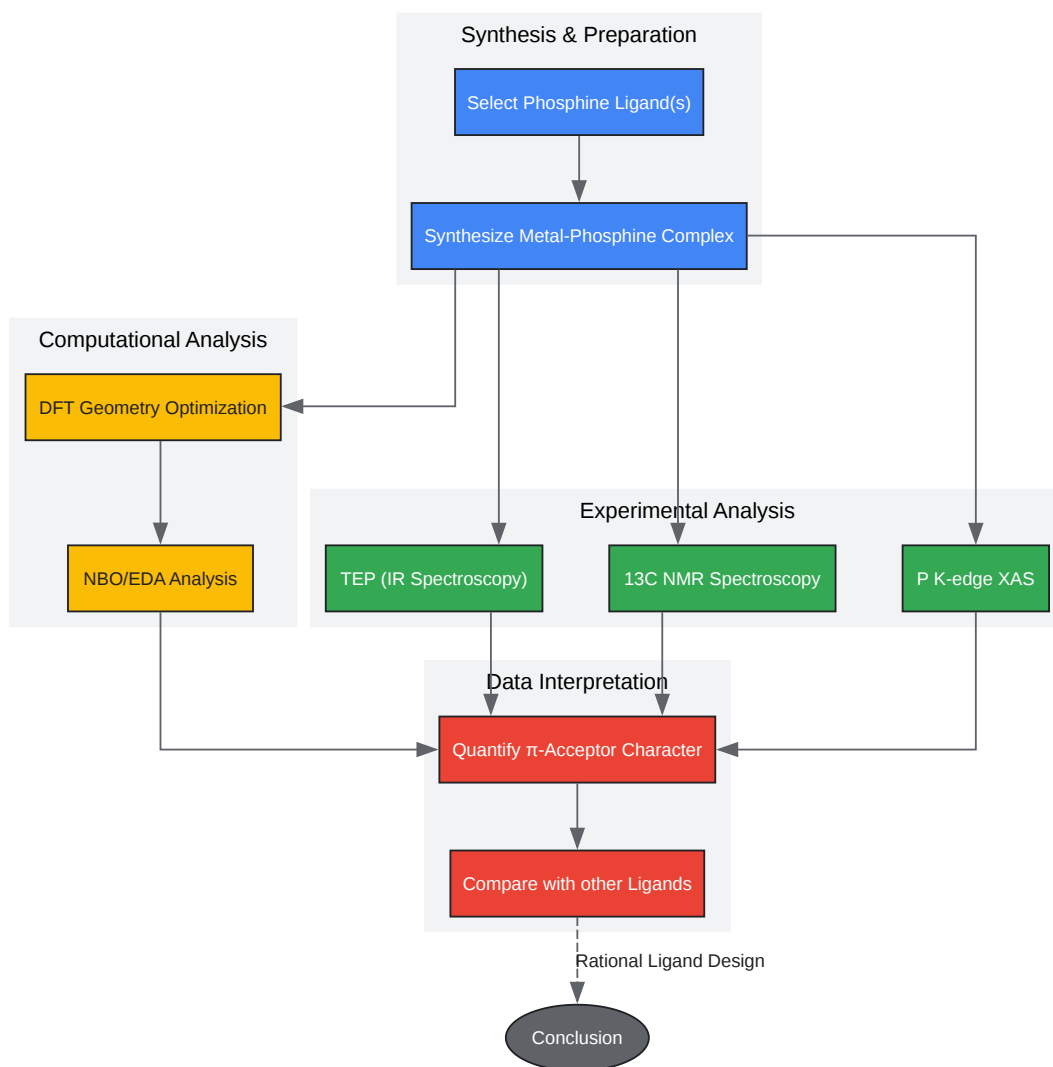 Synthesis & Preparation
Select Phosphine Ligand(s)
Synthesize Metal-Phosphine Complex
Computational Analysis
DFT Geometry Optimization
NBO/EDA Analysis
Experimental Analysis
TEP (IR Spectroscopy)
13C NMR Spectroscopy
P K-edge XAS
Data Interpretation
Quantify π-Acceptor Character
Compare with other Ligands
Rational Ligand Design
Conclusion